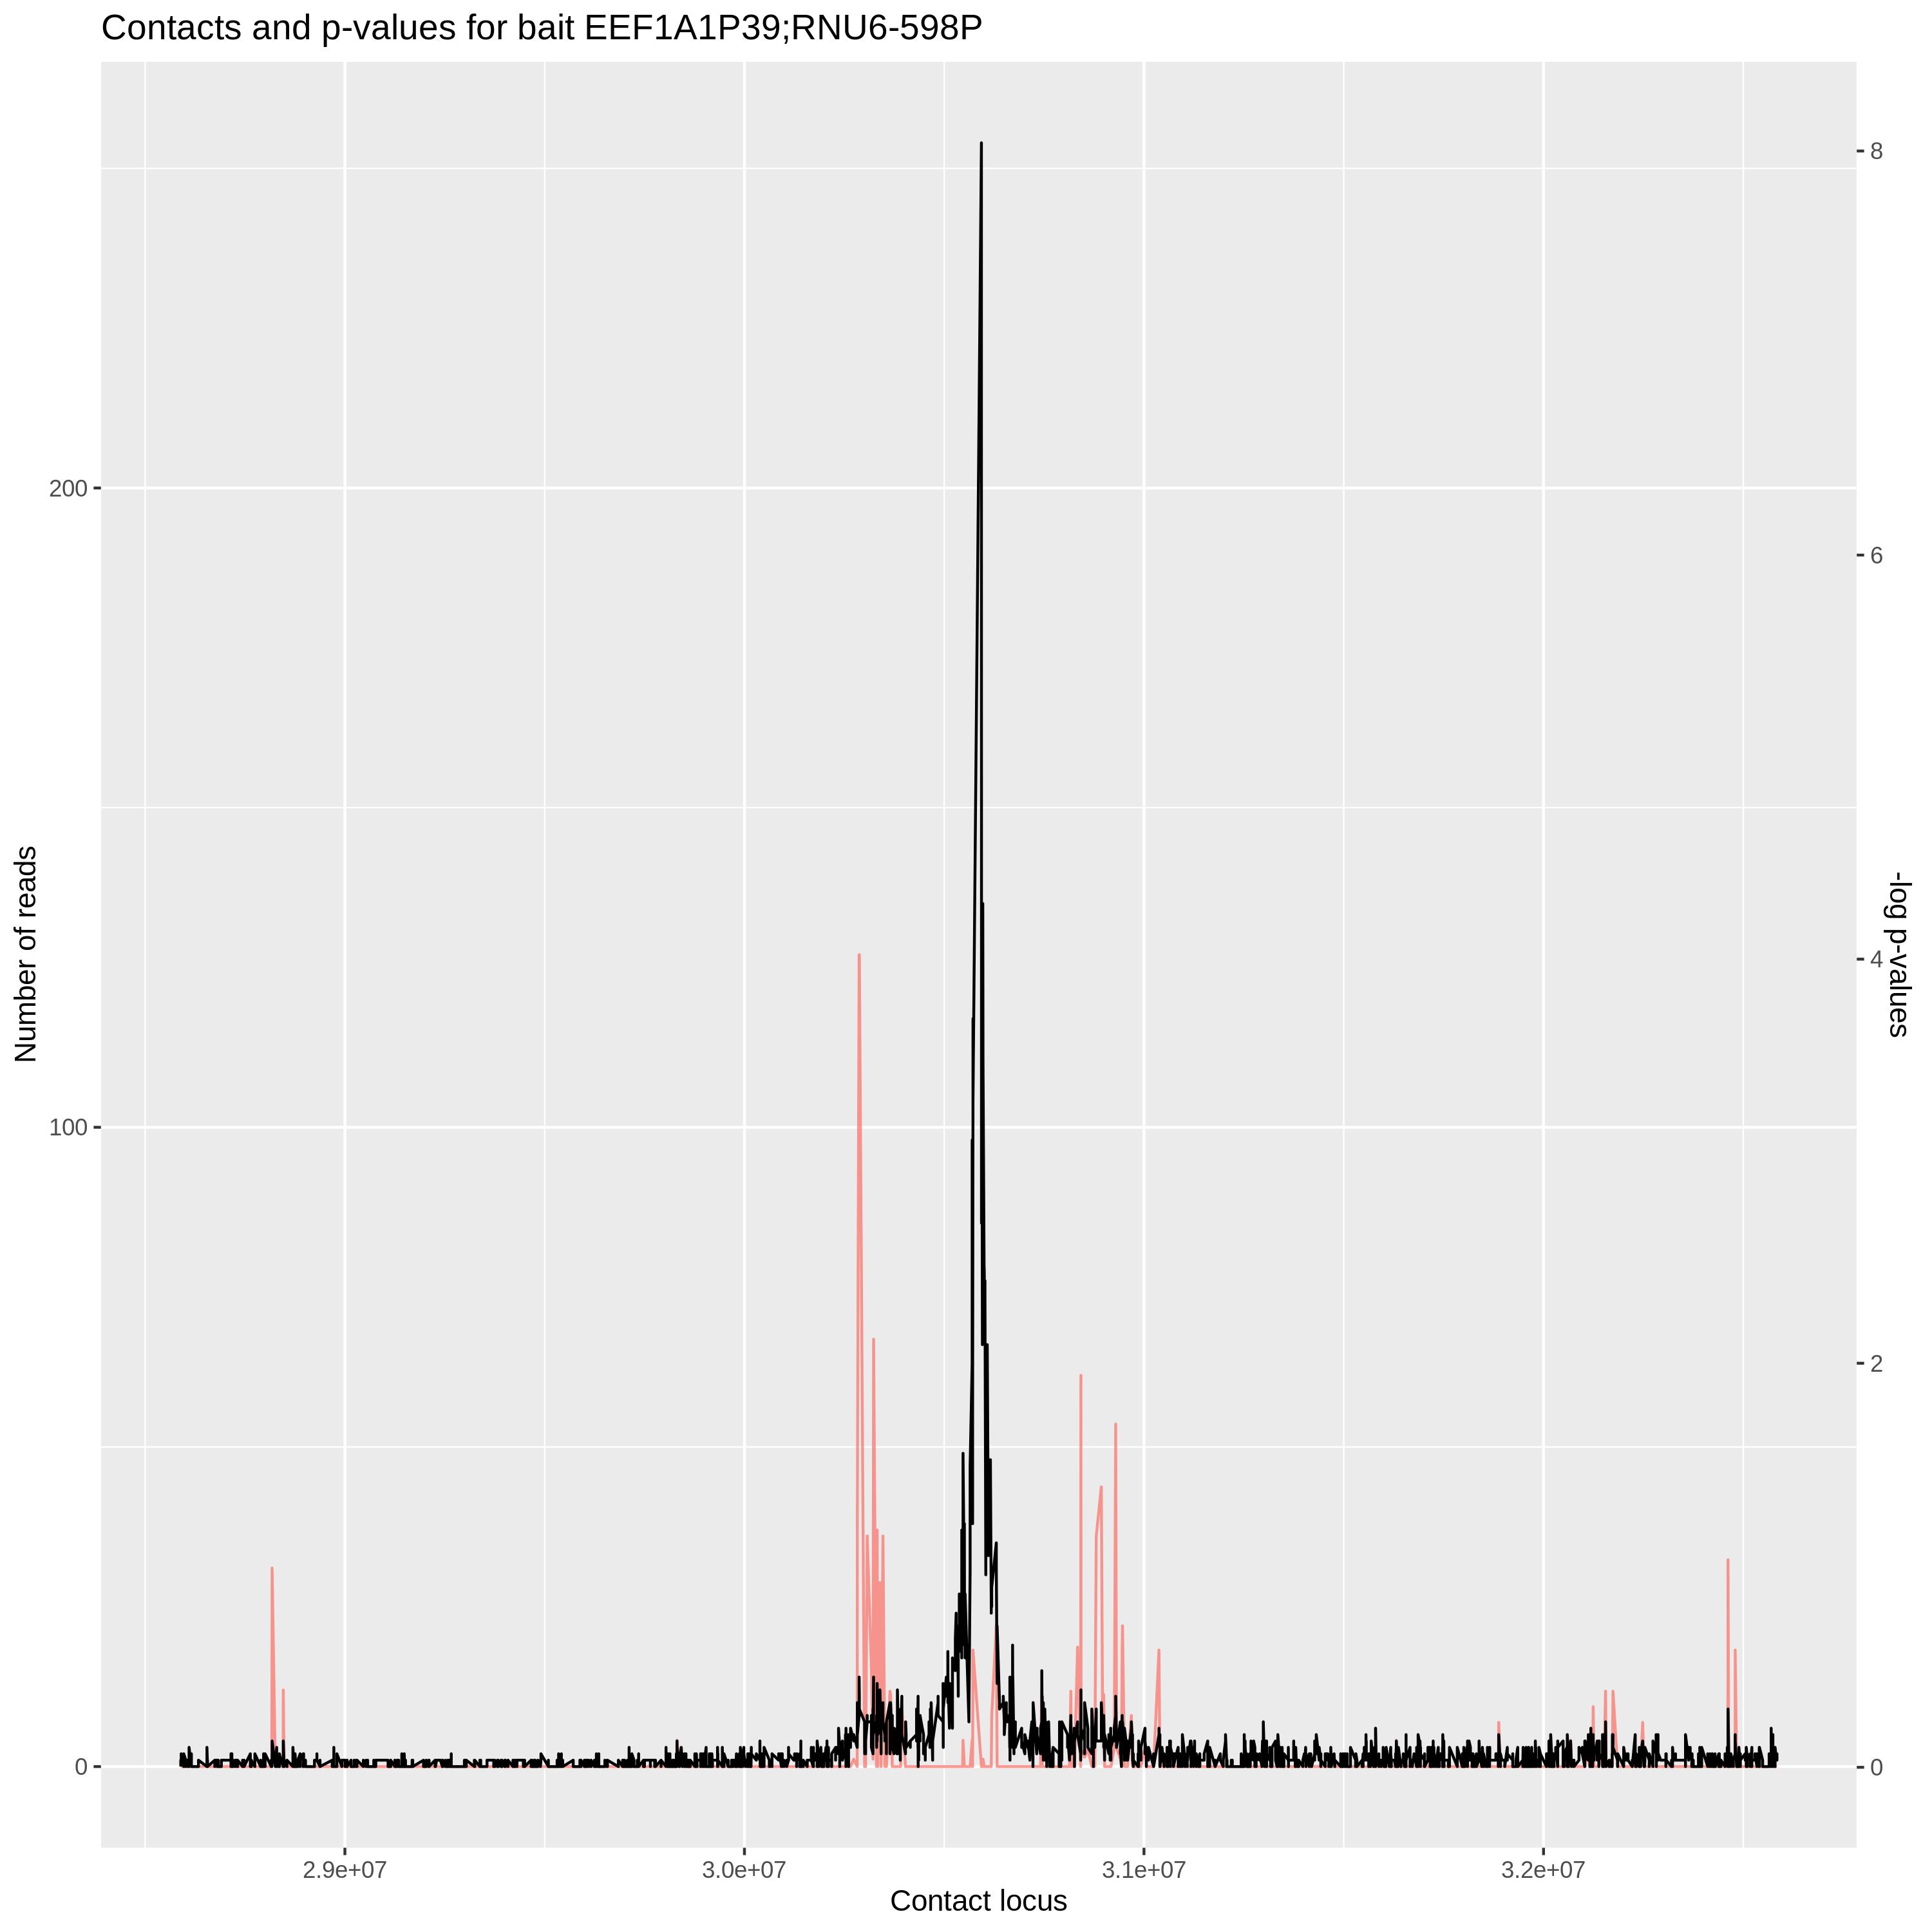 Contacts and p-values for bait EEF1A1P39;RNU6-598P
Number of reads
200
100
0
8
6
4
2
0
-log p-values
2.9e+07
3.0e+07
3.1e+07
3.2e+07
Contact locus